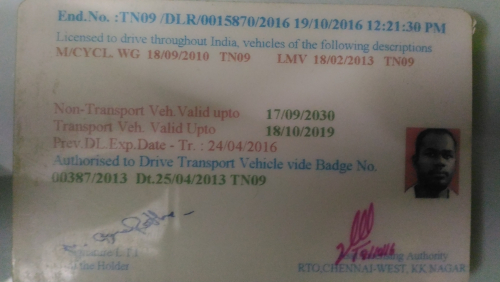 End.No. :TN09 /DLR/0015870/2016 19/10/2016 12:21:30 PM
Licensed to drive throughout India, vehicles of the following descriptions
M/CYCL. WG 18/09/2010 TN09 LMV 18/02/2013 TN09
Non-Transport Veh.Valid upto 17/09/2030
Transport Veh. Valid Upto 18/10/2019
Prev.DL.Exp.Date - Tr. : 24/04/2016
Authorised to Drive Transport Vehicle vide Badge No.
00387/2013 Dt.25/04/2013 TN09
the Holder
Authority
RTO,CHENNAI-WEST, KK NAGAR